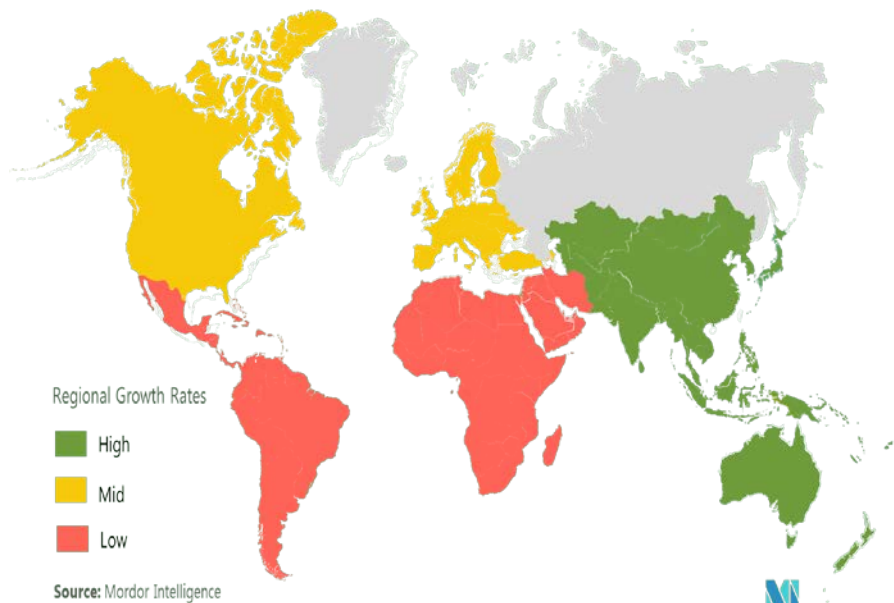 Regional Growth Rates
High
Mid
Low
Source: Mordor Intelligence